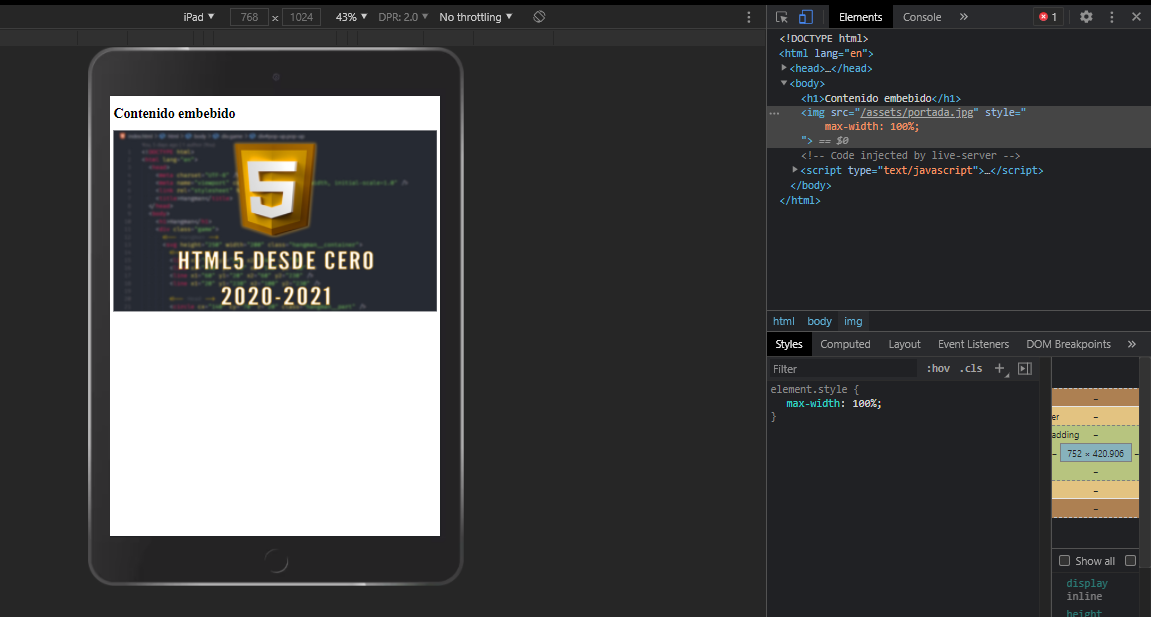 iPad ▼ 768 × 1024 43% ▼ DPR: 2.0 ▼ No throttling ▼
Contenido embebido
5
HTML5 DESDE CERO
2020-2021
Elements Console » 1
<!DOCTYPE html>
<html lang="en">
<head>…</head>
<body>
<h1>Contenido embebido</h1>
… <img src="/assets/portada.jpg" style="
max-width: 100%;
"> == $0
<!-- Code injected by live-server -->
<script type="text/javascript">…</script>
</body>
</html>
html body img
Styles Computed Layout Event Listeners DOM Breakpoints »
Filter :hov .cls +
element.style {
max-width: 100%;
}
–
er –
adding –
– 752 × 420.906 –
–
–
–
Show all
display
inline
height